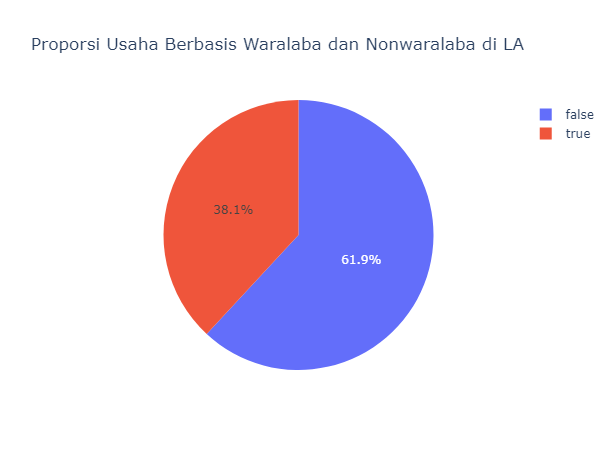 Proporsi Usaha Berbasis Waralaba dan Nonwaralaba di LA
false
true
38.1%
61.9%